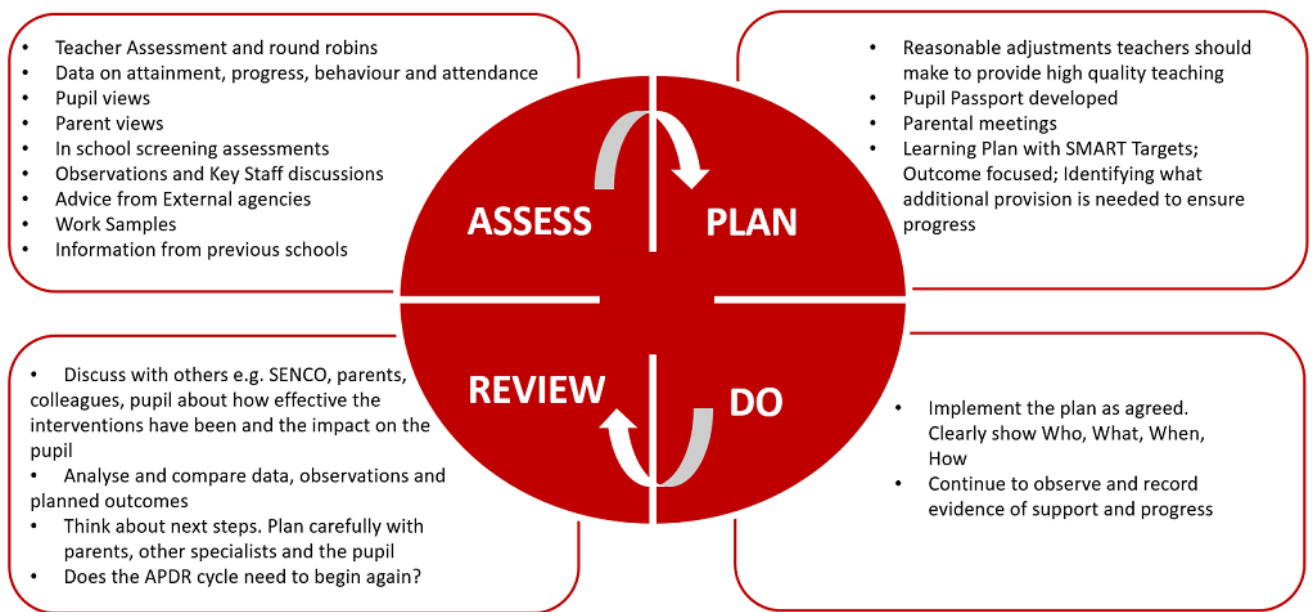 • Teacher Assessment and round robins
• Data on attainment, progress, behaviour and attendance
• Pupil views
• Parent views
• In school screening assessments
• Observations and Key Staff discussions
• Advice from External agencies
• Work Samples
• Information from previous schools
ASSESS
PLAN
• Reasonable adjustments teachers should
make to provide high quality teaching
• Pupil Passport developed
• Parental meetings
• Learning Plan with SMART Targets;
Outcome focused; Identifying what
additional provision is needed to ensure
progress
• Discuss with others e.g. SENCO, parents,
colleagues, pupil about how effective the
interventions have been and the impact on the
pupil
• Analyse and compare data, observations and
planned outcomes
• Think about next steps. Plan carefully with
parents, other specialists and the pupil
• Does the APDR cycle need to begin again?
REVIEW
DO
• Implement the plan as agreed.
Clearly show Who, What, When,
How
• Continue to observe and record
evidence of support and progress